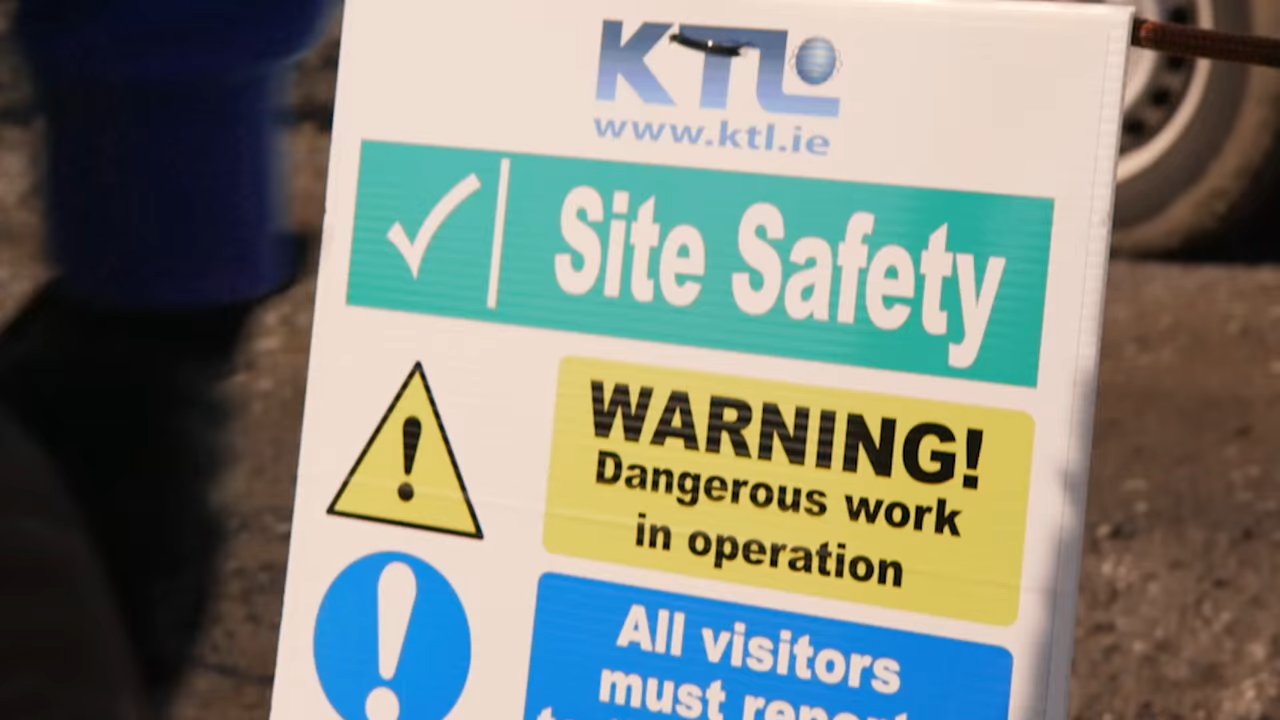 KTL
www.ktl.ie
Site Safety
WARNING!
Dangerous work
in operation
All visitors
must report